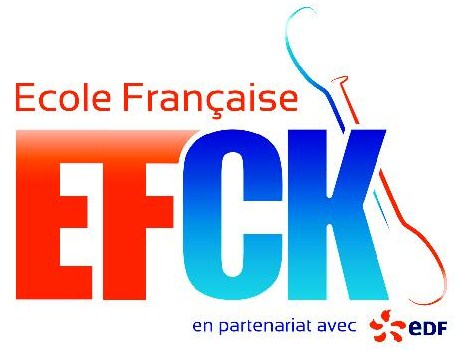 Ecole Française
EFCK
en partenariat avec eDF